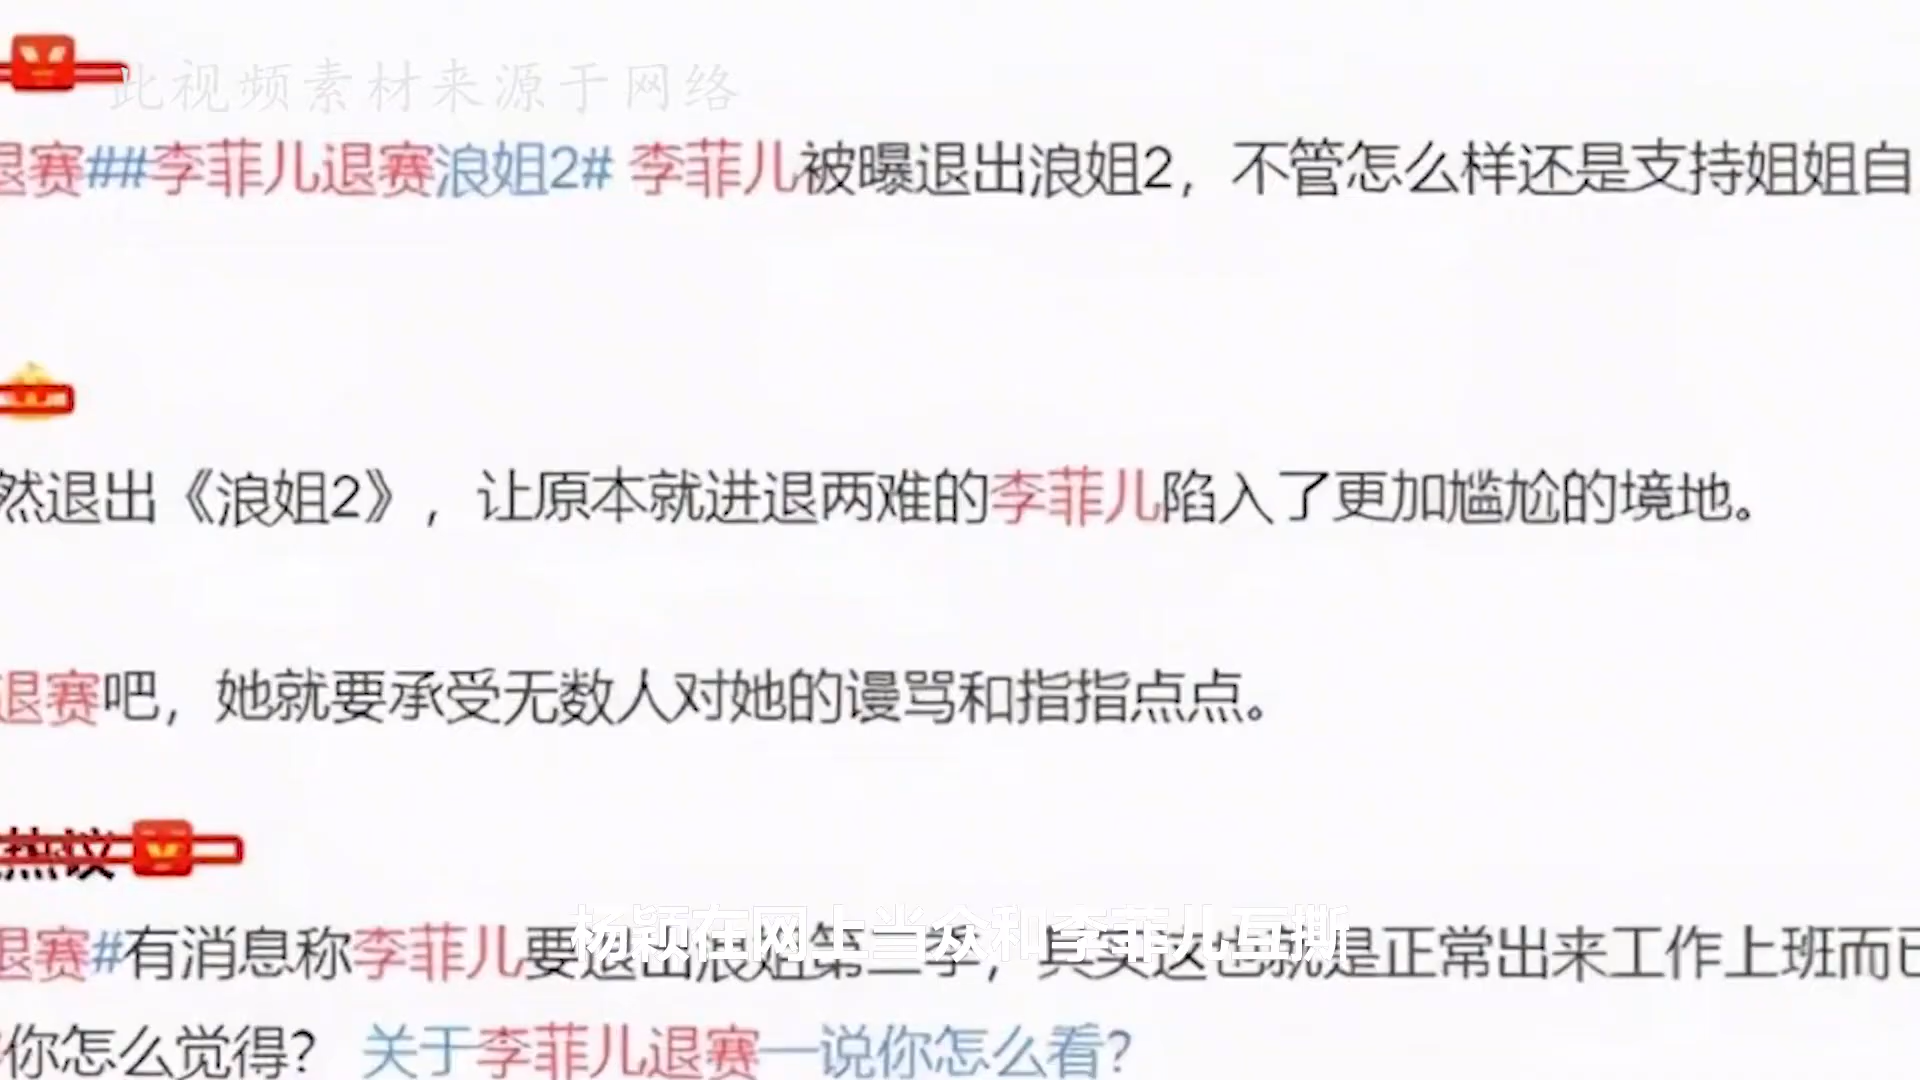 此视频素材来源于网络
退赛##李菲儿退赛浪姐2# 李菲儿被曝退出浪姐2，不管怎么样还是支持姐姐自
然退出《浪姐2》，让原本就进退两难的李菲儿陷入了更加尴尬的境地。
退赛吧，她就要承受无数人对她的谩骂和指指点点。
热议
退赛#有消息称李菲儿要退出浪姐第二季，其实这也就是正常出来工作上班而已
杨颖在网上当众和李菲儿互撕
你怎么觉得？ 关于李菲儿退赛一说你怎么看？